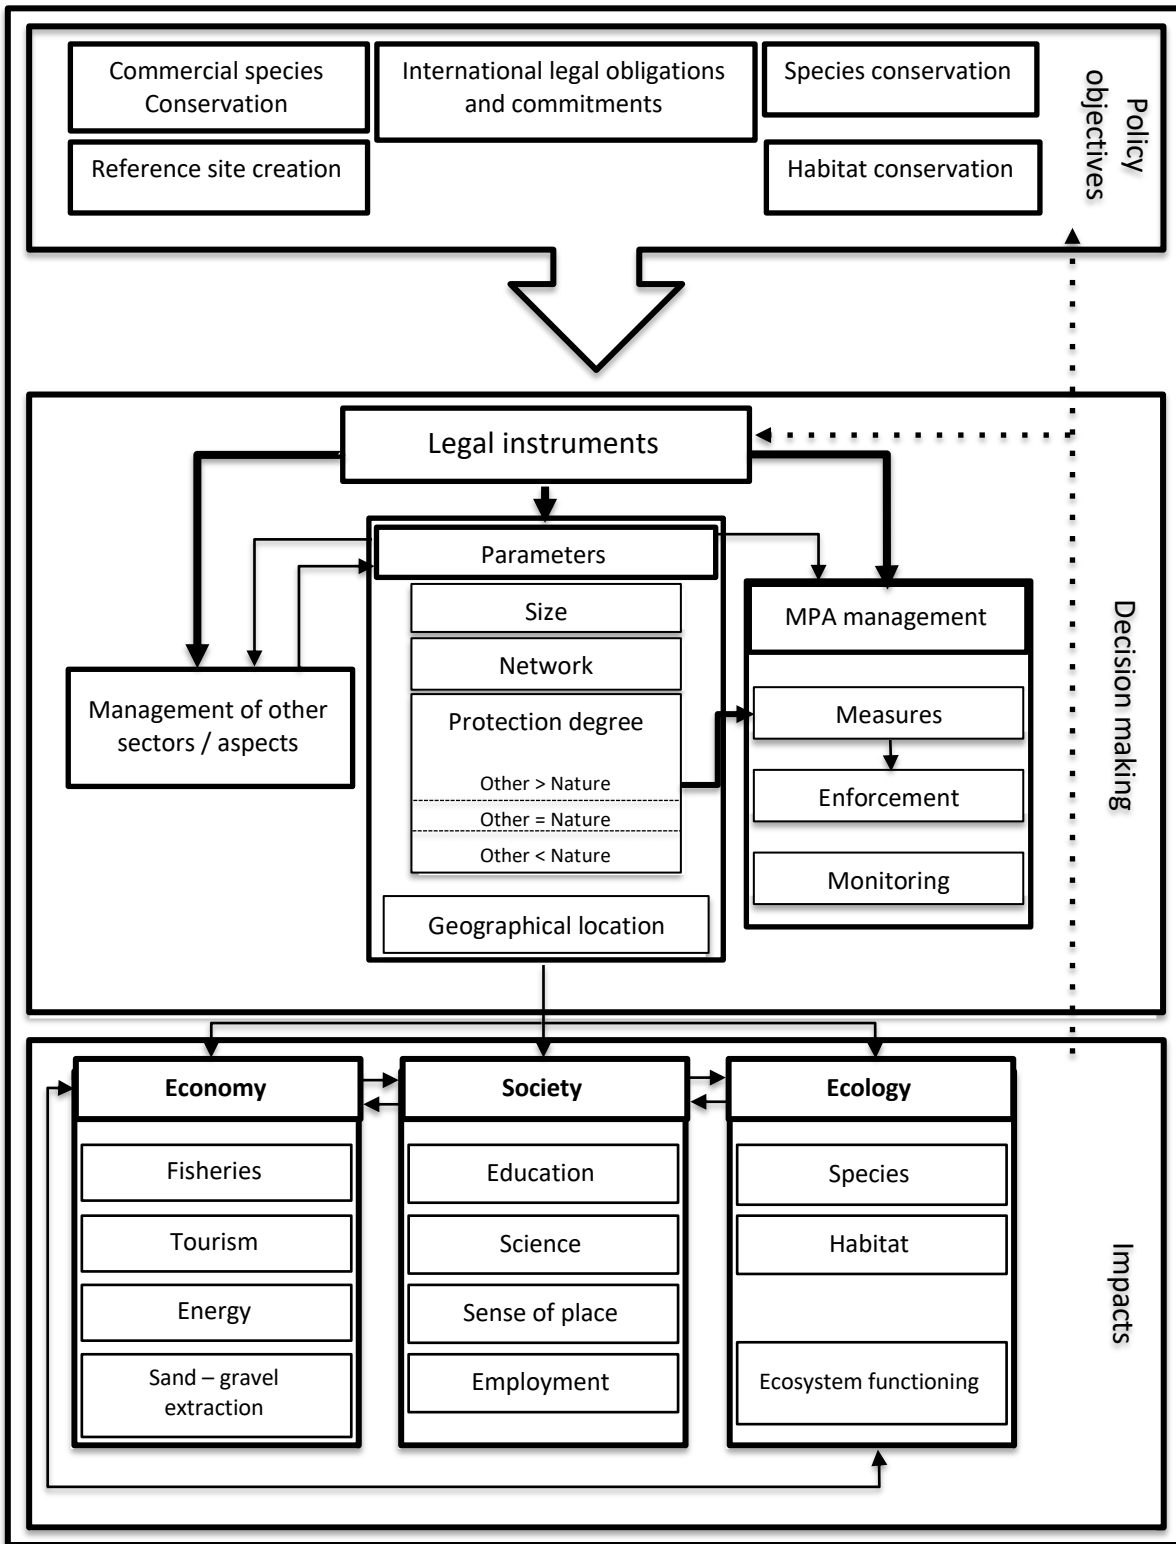 Commercial species
Conservation
International legal obligations
and commitments
Species conservation
Reference site creation
Habitat conservation
Policy
objectives
Legal instruments
Parameters
Size
Network
Protection degree
Other > Nature
Other = Nature
Other < Nature
Geographical location
Management of other
sectors / aspects
MPA management
Measures
Enforcement
Monitoring
Decision making
Economy
Fisheries
Tourism
Energy
Sand – gravel
extraction
Society
Education
Science
Sense of place
Employment
Ecology
Species
Habitat
Ecosystem functioning
Impacts